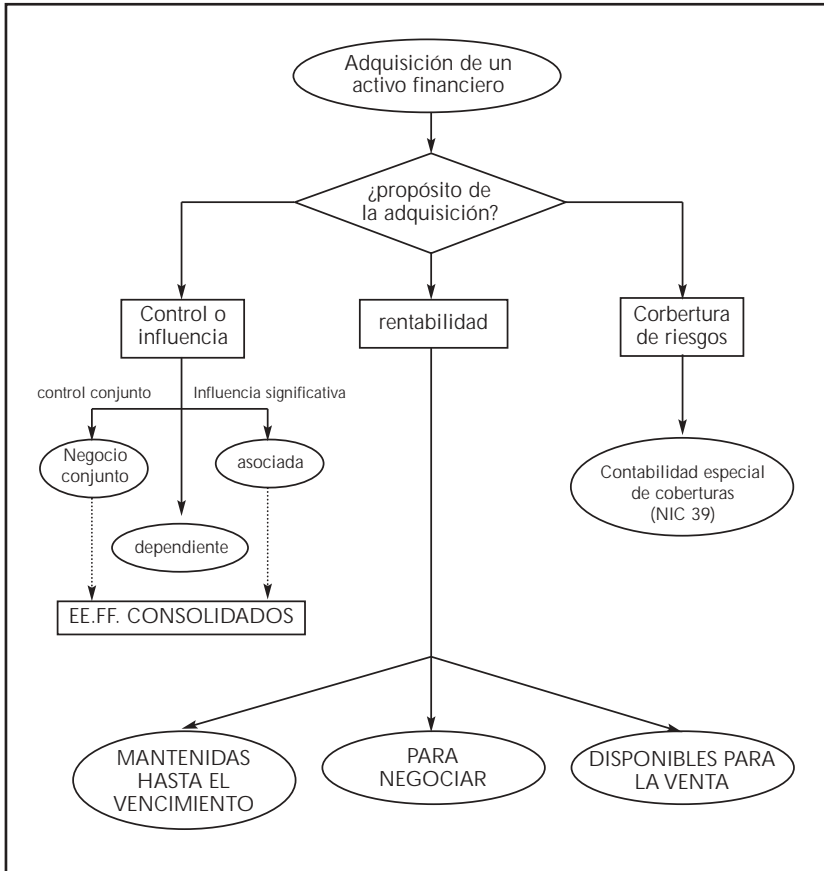 Adquisición de un
activo financiero
¿propósito de
la adquisición?
Control o
influencia
rentabilidad
Corbertura
de riesgos
control conjunto
Influencia significativa
Negocio
conjunto
asociada
dependiente
Contabilidad especial
de coberturas
(NIC 39)
EE.FF. CONSOLIDADOS
MANTENIDAS
HASTA EL
VENCIMIENTO
PARA
NEGOCIAR
DISPONIBLES PARA
LA VENTA